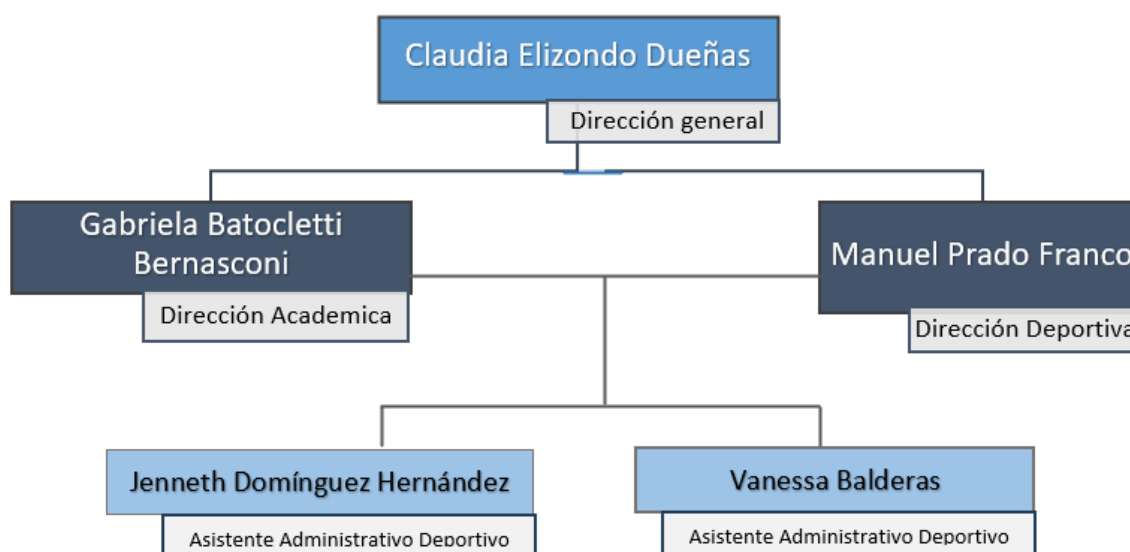 Claudia Elizondo Dueñas
Dirección general
Gabriela Batocletti
Bernasconi
Dirección Academica
Manuel Prado Franco
Dirección Deportiva
Jenneth Domínguez Hernández
Asistente Administrativo Deportivo
Vanessa Balderas
Asistente Administrativo Deportivo